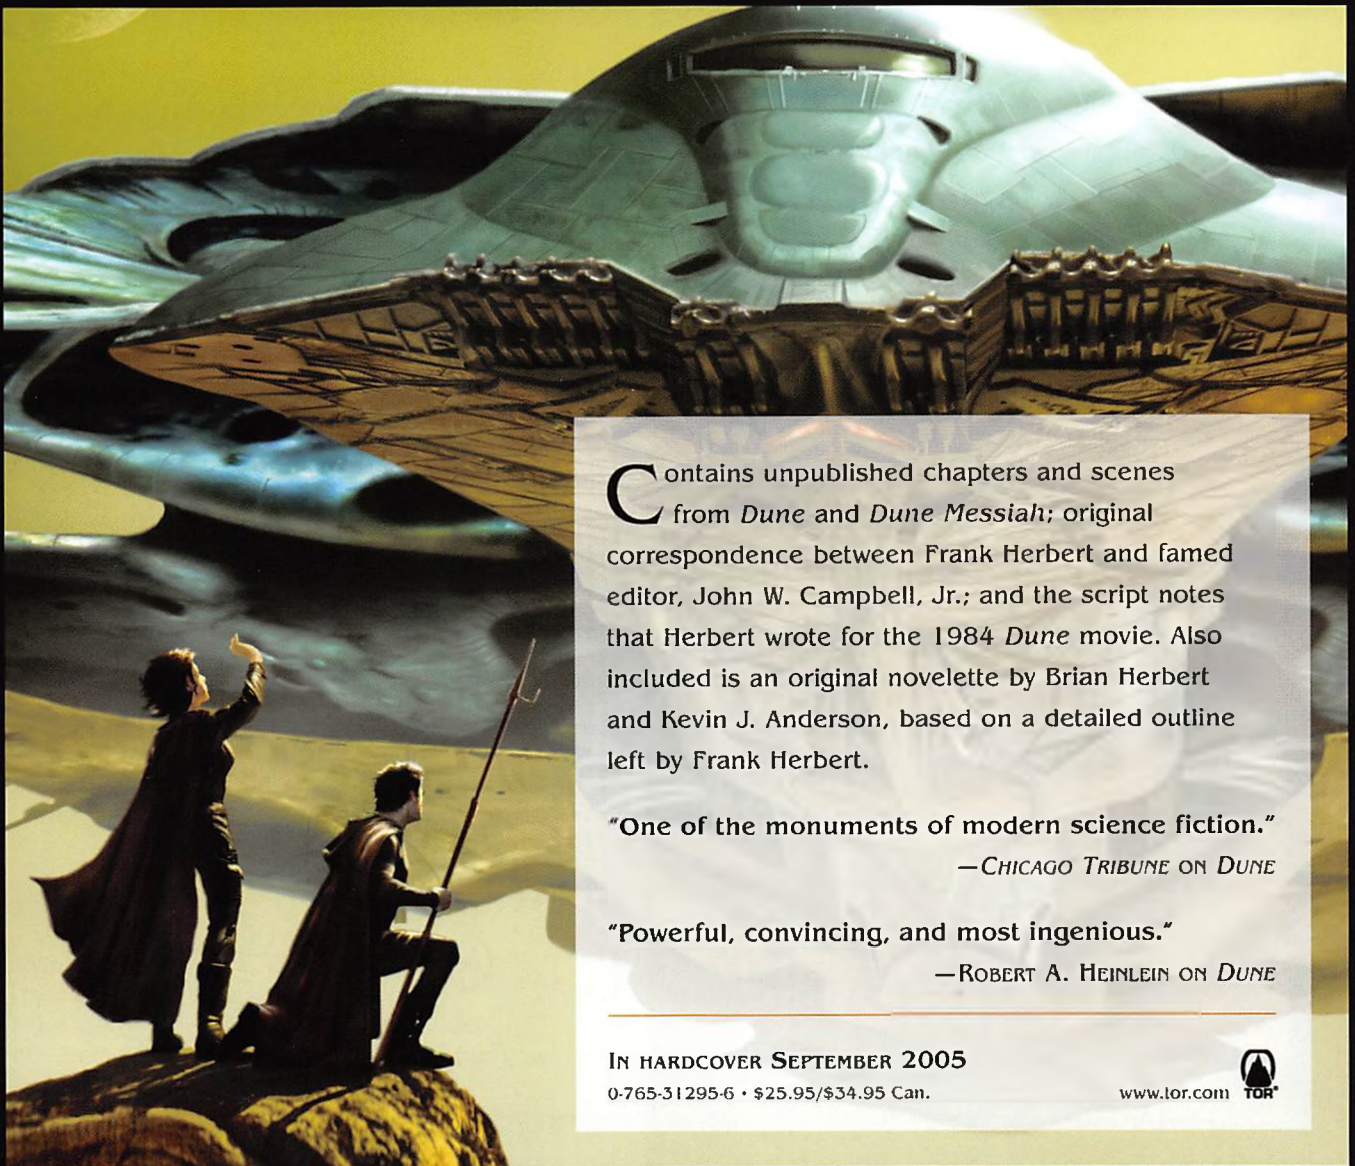 Contains unpublished chapters and scenes
from Dune and Dune Messiah; original
correspondence between Frank Herbert and famed
editor, John W. Campbell, Jr.; and the script notes
that Herbert wrote for the 1984 Dune movie. Also
included is an original novelette by Brian Herbert
and Kevin J. Anderson, based on a detailed outline
left by Frank Herbert.
"One of the monuments of modern science fiction."
—CHICAGO TRIBUNE ON DUNE
"Powerful, convincing, and most ingenious."
—ROBERT A. HEINLEIN ON DUNE
IN HARDCOVER SEPTEMBER 2005
0-765-31295-6 • $25.95/$34.95 Can.
www.tor.com TOR®